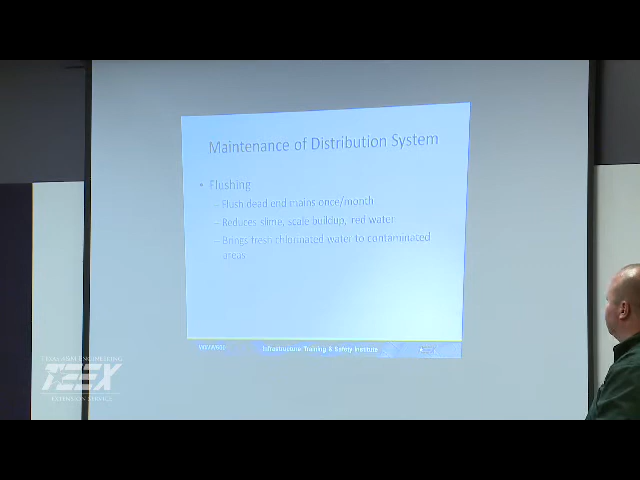 Maintenance of Distribution System
• Flushing
– Flush dead end mains once/month
– Reduces slime, scale buildup, red water
– Brings fresh chlorinated water to contaminated
areas
Infrastructure Training & Safety Institute
TEXAS A&M ENGINEERING
TEEX
EXTENSION SERVICE